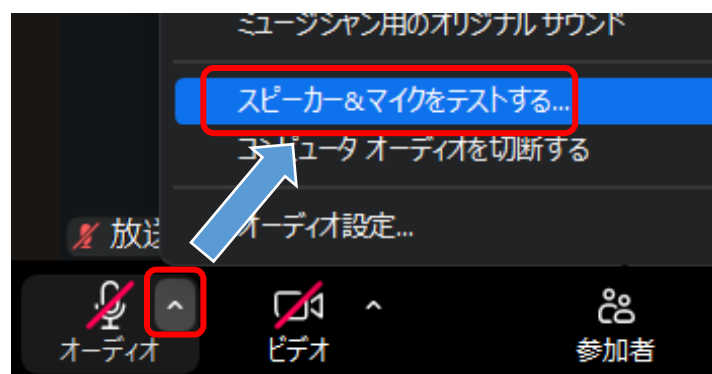 ミュージシャン用のオリジナル サウンド
スピーカー&マイクをテストする...
コンピュータ オーディオを切断する
オーディオ設定...
放送
オーディオ
ビデオ
参加者